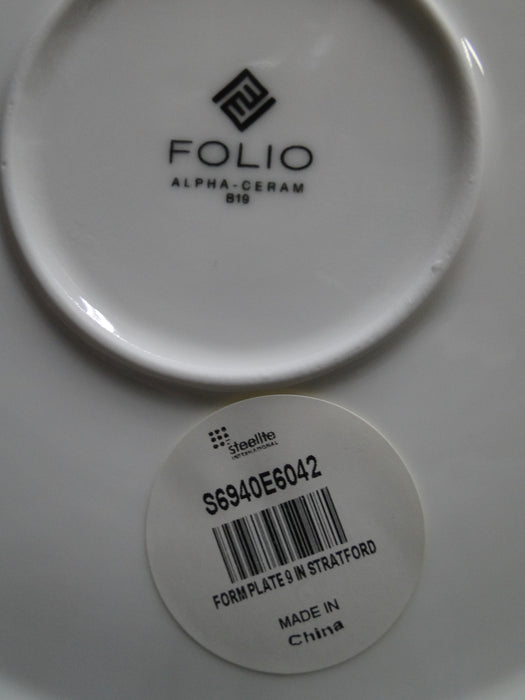 FOLIO
ALPHA-CERAM
B19
steelite
INTERNATIONAL
S6940E6042
FORM PLATE 9 IN STRATFORD
MADE IN
China